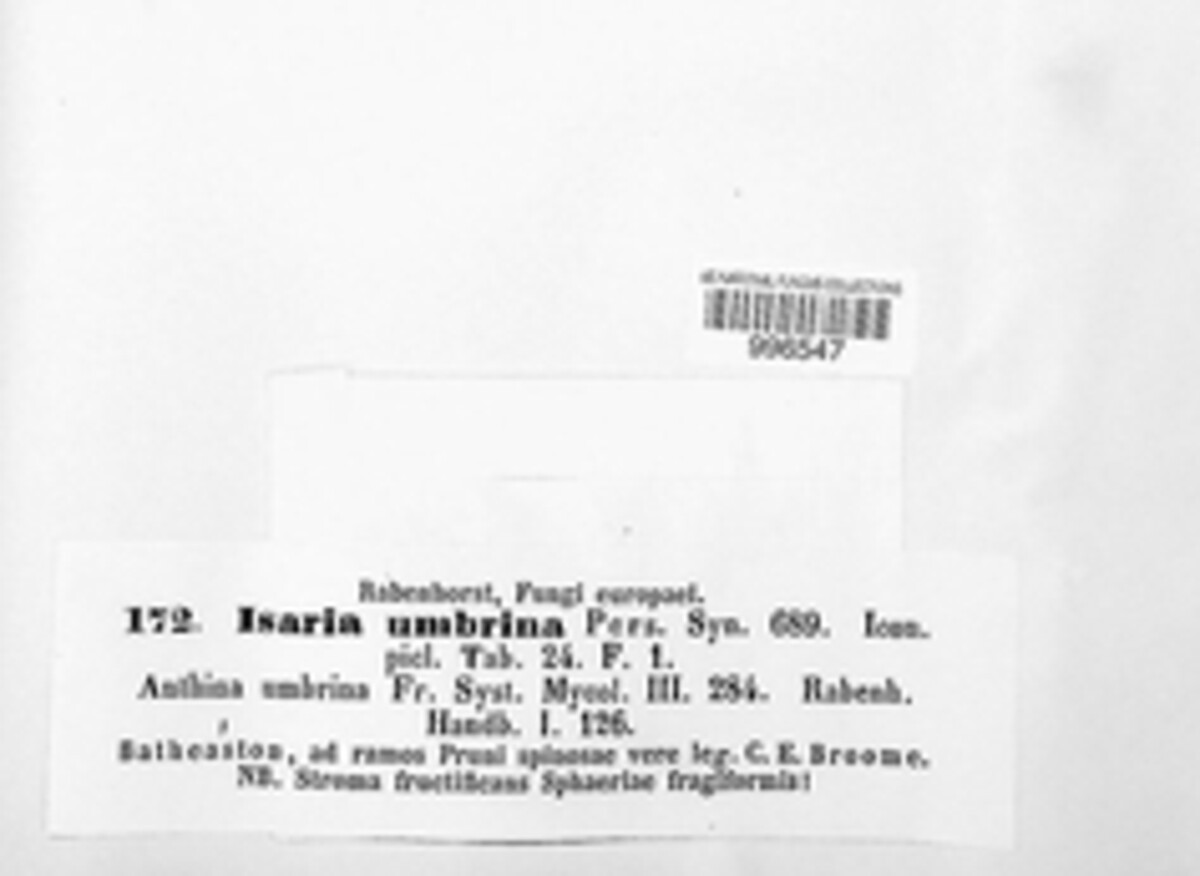 996547
Rabenhorst, Fungi europaei.
172. Isaria umbrina Pers. Syn. 689. Icon.
picl. Tab. 24. F. 1.
Anthina umbrina Fr. Syst. Mycol. III. 284. Rabenh.
Handb. I. 126.
Batheaston, ad ramos Pruni spinosae vere leg. C. E. Broome.
NB. Stroma fructificans Sphaeriae fragiformis!